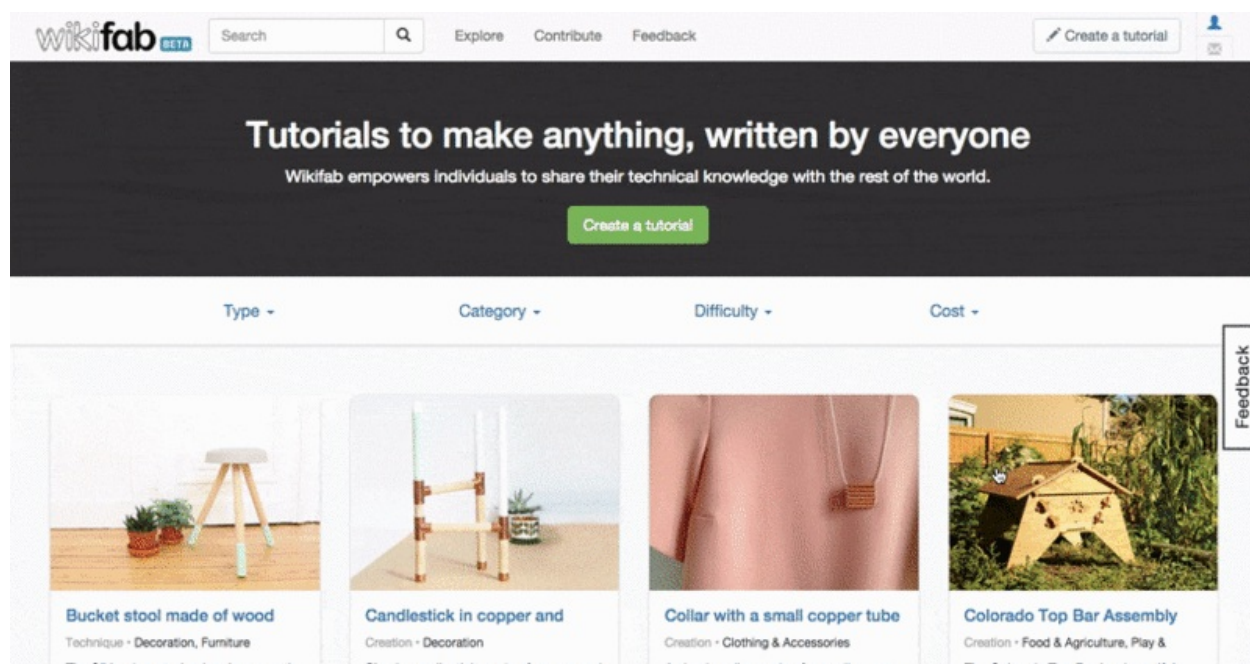 wikifab BETA
Search
Explore
Contribute
Feedback
Create a tutorial
Tutorials to make anything, written by everyone
Wikifab empowers individuals to share their technical knowledge with the rest of the world.
Create a tutorial
Type
Category
Difficulty
Cost
Feedback
Bucket stool made of wood
Technique • Decoration, Furniture
Candlestick in copper and
Creation • Decoration
Collar with a small copper tube
Creation • Clothing & Accessories
Colorado Top Bar Assembly
Creation • Food & Agriculture, Play &